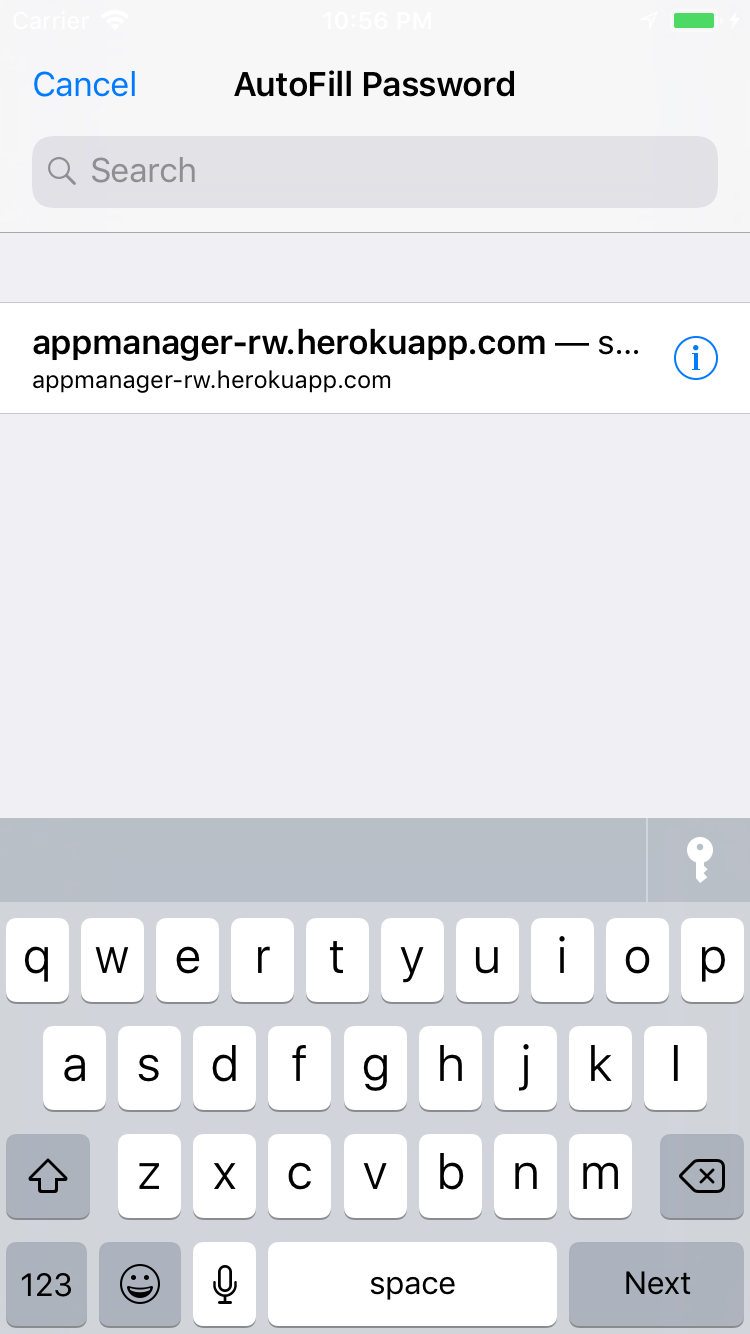 Carrier 10:56 PM
Cancel AutoFill Password
Search
appmanager-rw.herokuapp.com — s...
appmanager-rw.herokuapp.com
q w e r t y u i o p
a s d f g h j k l
z x c v b n m
123 space Next